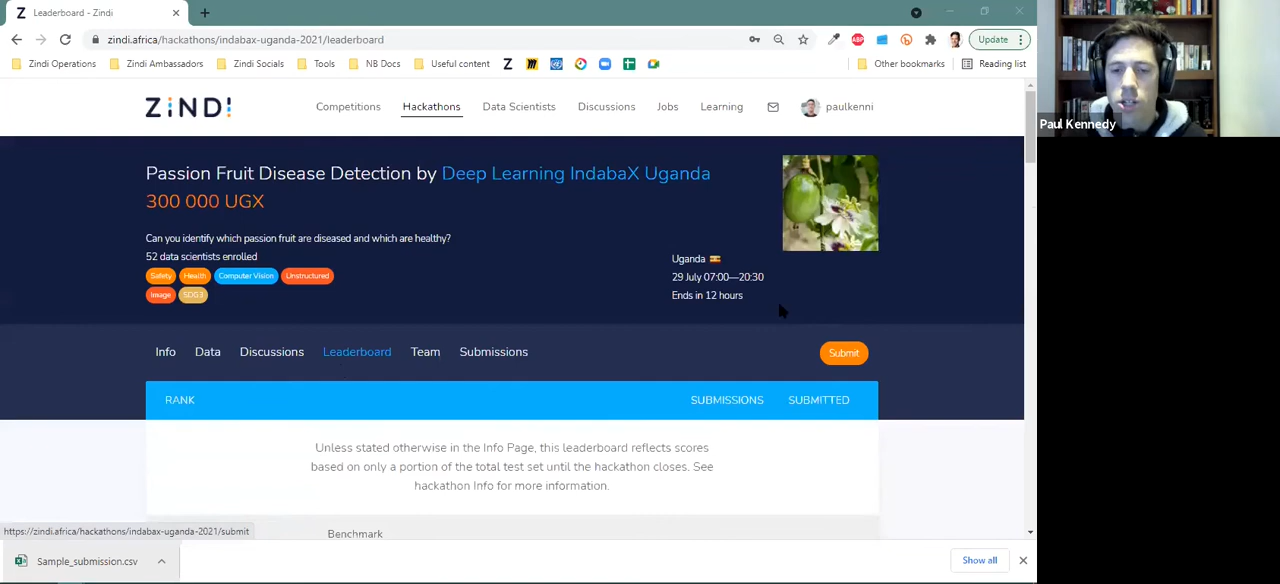 Leaderboard - Zindi
zindi.africa/hackathons/indabax-uganda-2021/leaderboard
ABP
Update
Zindi Operations
Zindi Ambassadors
Zindi Socials
Tools
NB Docs
Useful content
Other bookmarks
Reading list
ZINDI
Competitions
Hackathons
Data Scientists
Discussions
Jobs
Learning
paulkenni
Paul Kennedy
Passion Fruit Disease Detection by Deep Learning IndabaX Uganda
300 000 UGX
Can you identify which passion fruit are diseased and which are healthy?
52 data scientists enrolled
Safety
Health
Computer Vision
Unstructured
Image
SDG3
Uganda
29 July 07:00—20:30
Ends in 12 hours
Info
Data
Discussions
Leaderboard
Team
Submissions
Submit
RANK
SUBMISSIONS
SUBMITTED
Unless stated otherwise in the Info Page, this leaderboard reflects scores
based on only a portion of the total test set until the hackathon closes. See
hackathon Info for more information.
Benchmark
https://zindi.africa/hackathons/indabax-uganda-2021/submit
Sample_submission.csv
Show all